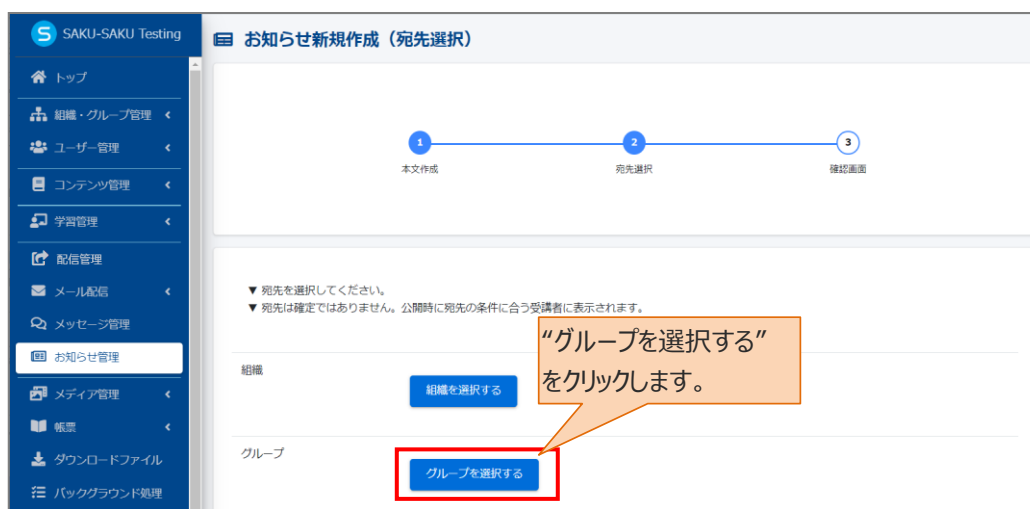 SAKU-SAKU Testing
お知らせ新規作成（宛先選択）
トップ
組織・グループ管理
ユーザー管理
コンテンツ管理
学習管理
配信管理
メール配信
メッセージ管理
お知らせ管理
メディア管理
帳票
ダウンロードファイル
バックグラウンド処理
1
2
3
本文作成
宛先選択
確認画面
▼ 宛先を選択してください。
▼ 宛先は確定ではありません。公開時に宛先の条件に合う受講者に表示されます。
“グループを選択する”
をクリックします。
組織
組織を選択する
グループ
グループを選択する